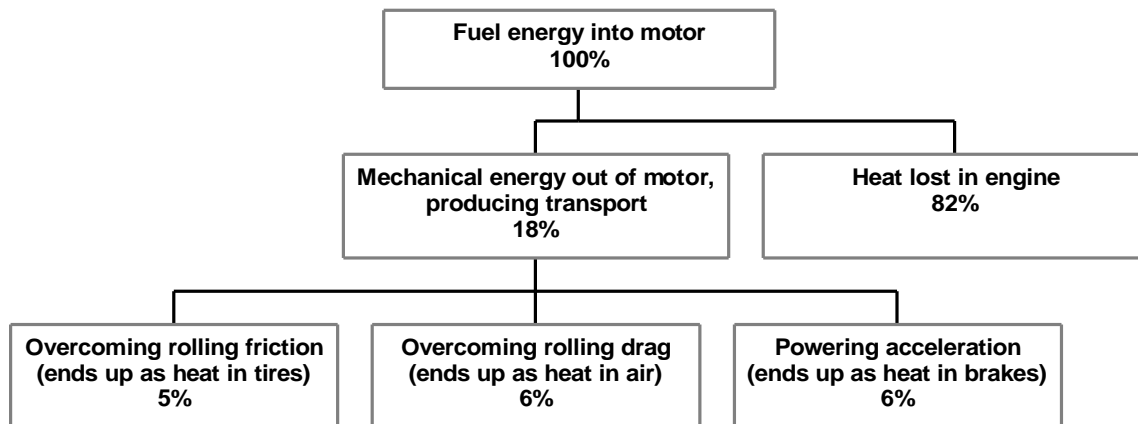 Fuel energy into motor
100%
Mechanical energy out of motor,
producing transport
18%
Heat lost in engine
82%
Overcoming rolling friction
(ends up as heat in tires)
5%
Overcoming rolling drag
(ends up as heat in air)
6%
Powering acceleration
(ends up as heat in brakes)
6%